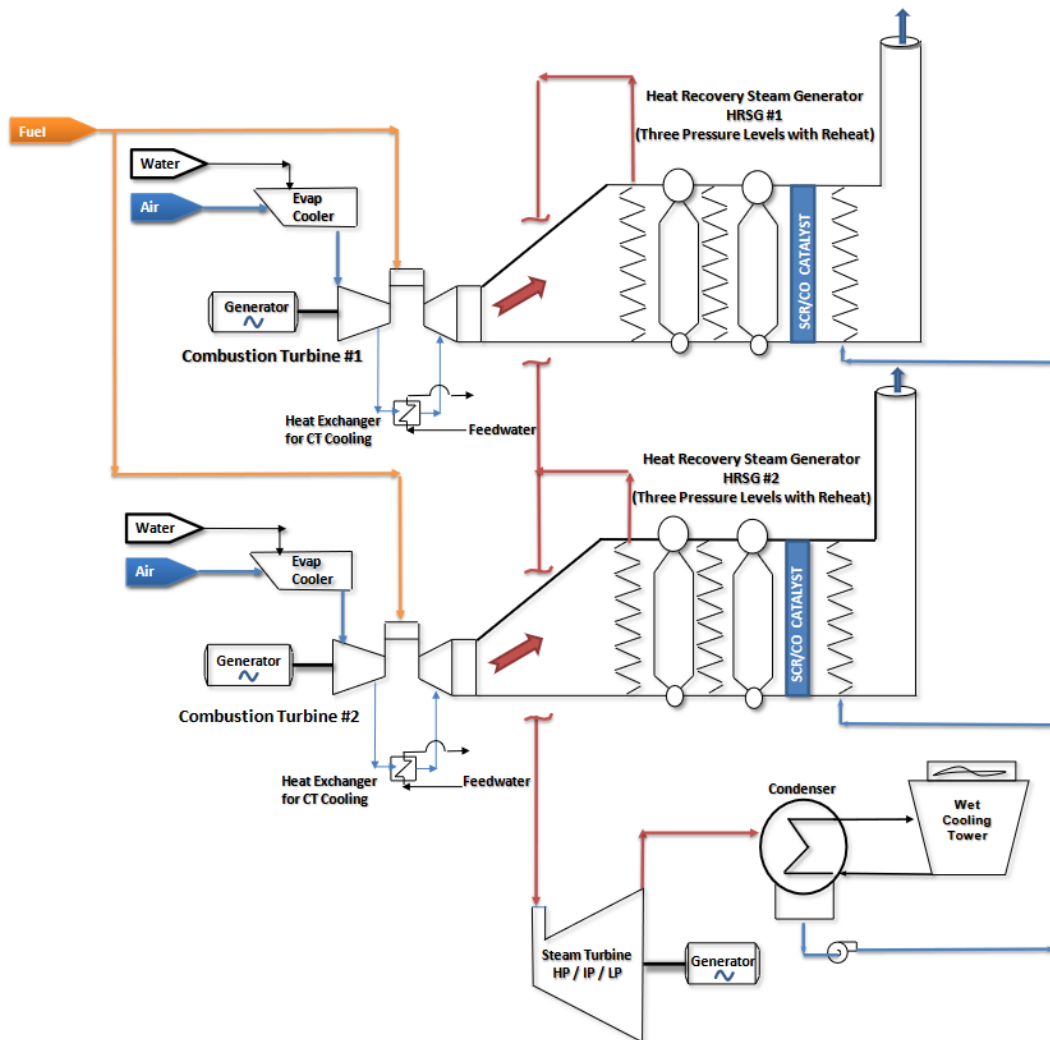 Heat Recovery Steam Generator
HRSG #1
(Three Pressure Levels with Reheat)
Fuel
Water
Air
Evap
Cooler
SCR/CO CATALYST
Generator
Combustion Turbine #1
Heat Exchanger
for CT Cooling
Feedwater
Heat Recovery Steam Generator
HRSG #2
(Three Pressure Levels with Reheat)
Water
Air
Evap
Cooler
SCR/CO CATALYST
Generator
Combustion Turbine #2
Heat Exchanger
for CT Cooling
Feedwater
Condenser
Wet
Cooling
Tower
Steam Turbine
HP / IP / LP
Generator